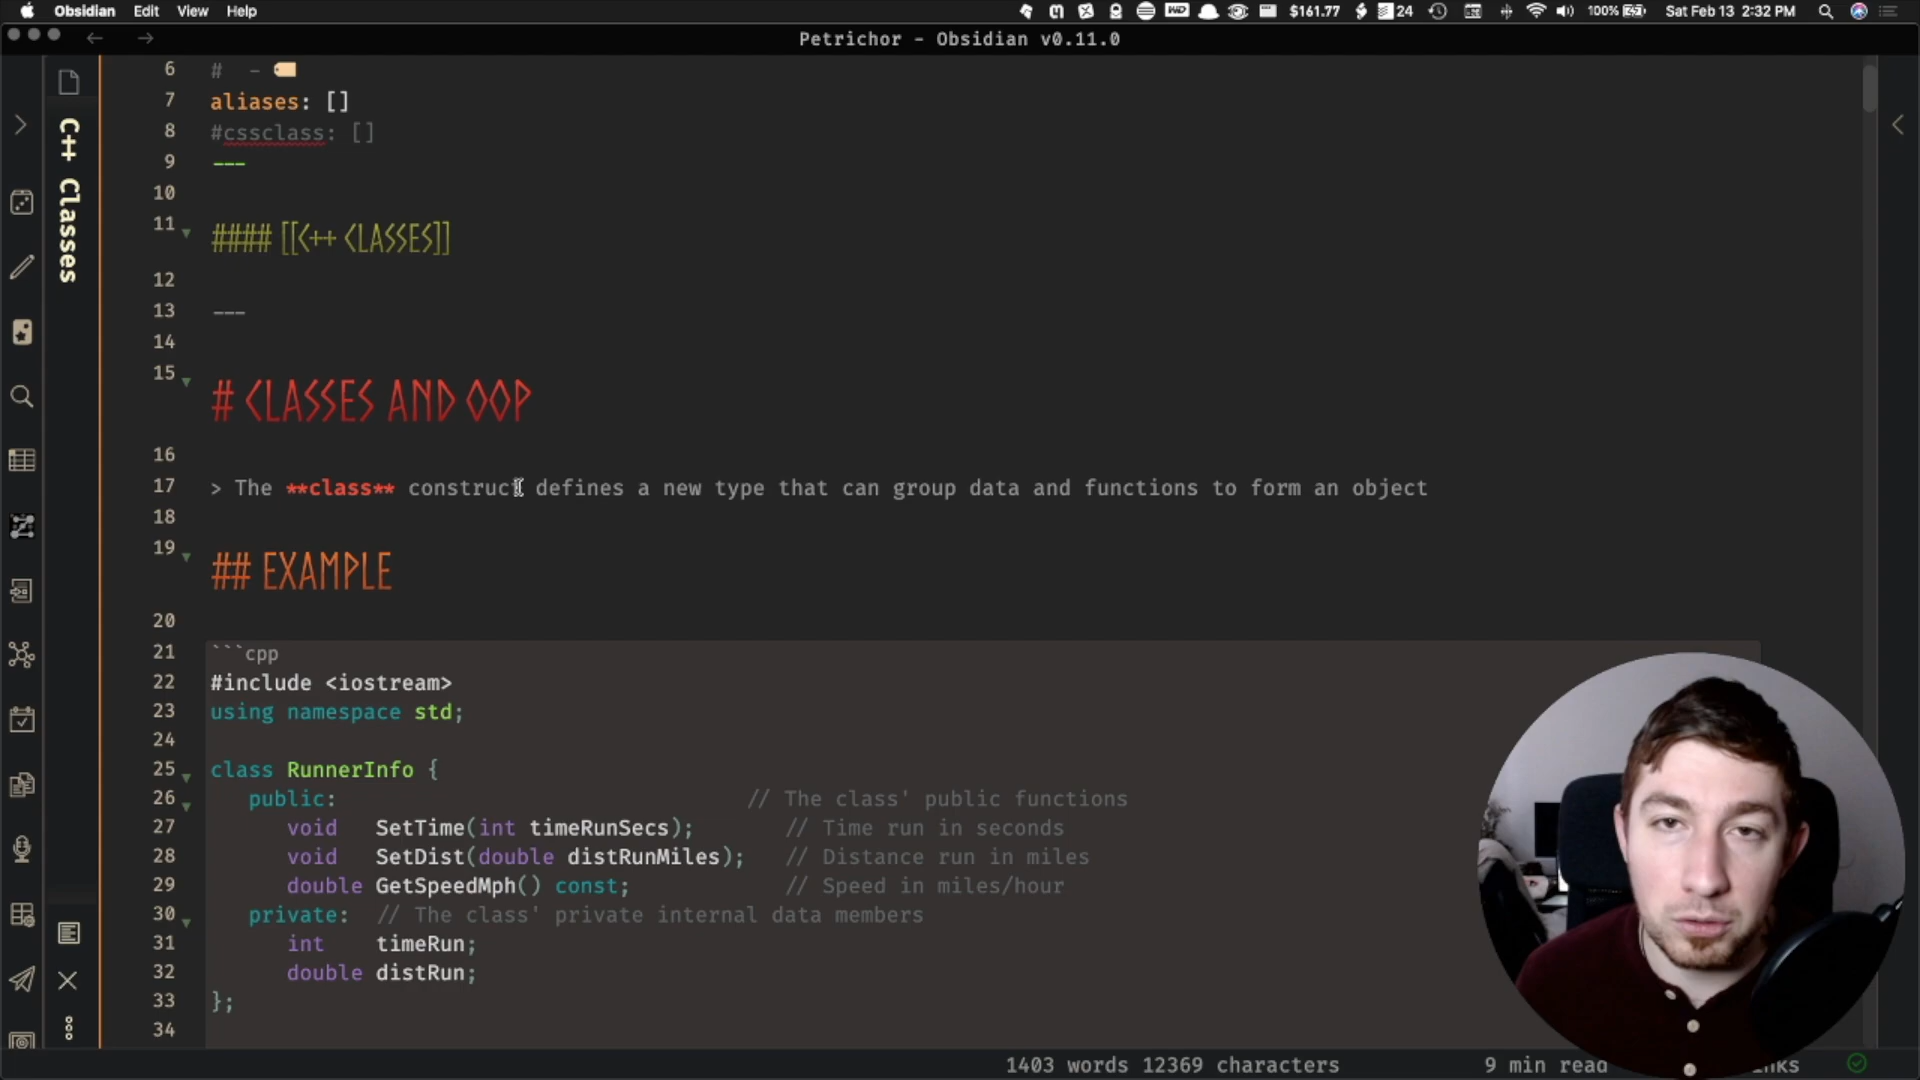 Obsidian Edit View Help $161.77 24 100% Sat Feb 13 2:32 PM
Petrichor - Obsidian v0.11.0
C++ Classes
6 # -
7 aliases: []
8 #cssclass: []
9 ---
10
11 #### [[C++ CLASSES]]
12
13 ---
14
15 # CLASSES AND OOP
16
17 > The **class** construct defines a new type that can group data and functions to form an object
18
19 ## EXAMPLE
20
21 ```cpp
22 #include <iostream>
23 using namespace std;
24
25 class RunnerInfo {
26 public: // The class' public functions
27 void SetTime(int timeRunSecs); // Time run in seconds
28 void SetDist(double distRunMiles); // Distance run in miles
29 double GetSpeedMph() const; // Speed in miles/hour
30 private: // The class' private internal data members
31 int timeRun;
32 double distRun;
33 };
34
1403 words 12369 characters 9 min read